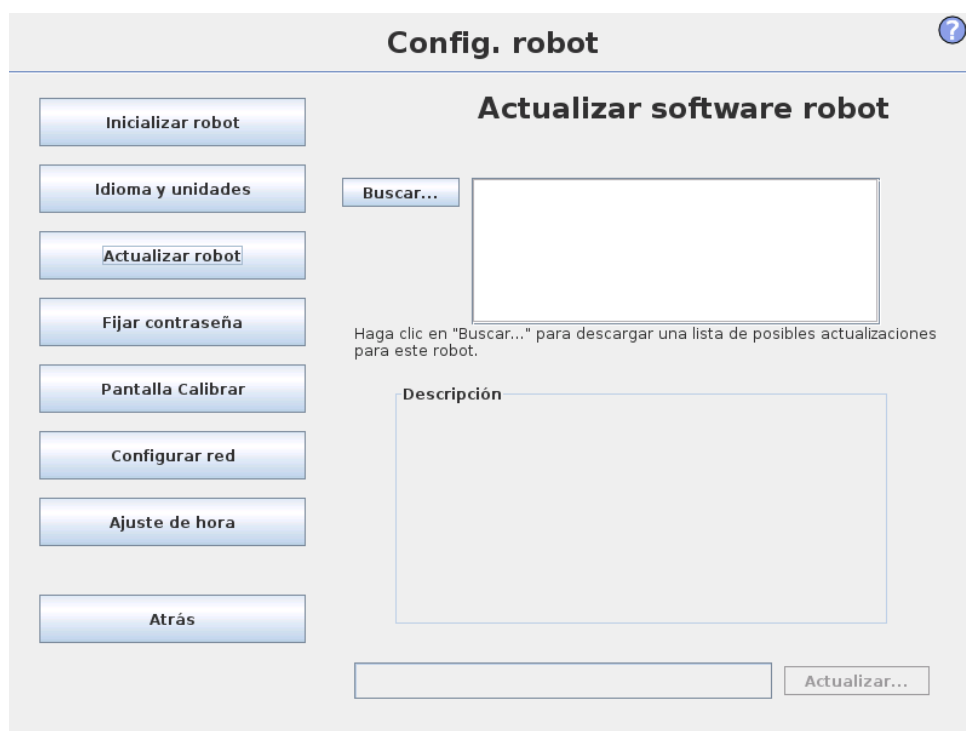 Config. robot
?
Inicializar robot
Idioma y unidades
Actualizar robot
Fijar contraseña
Pantalla Calibrar
Configurar red
Ajuste de hora
Atrás
Actualizar software robot
Buscar...
Haga clic en "Buscar..." para descargar una lista de posibles actualizaciones
para este robot.
Descripción
Actualizar...